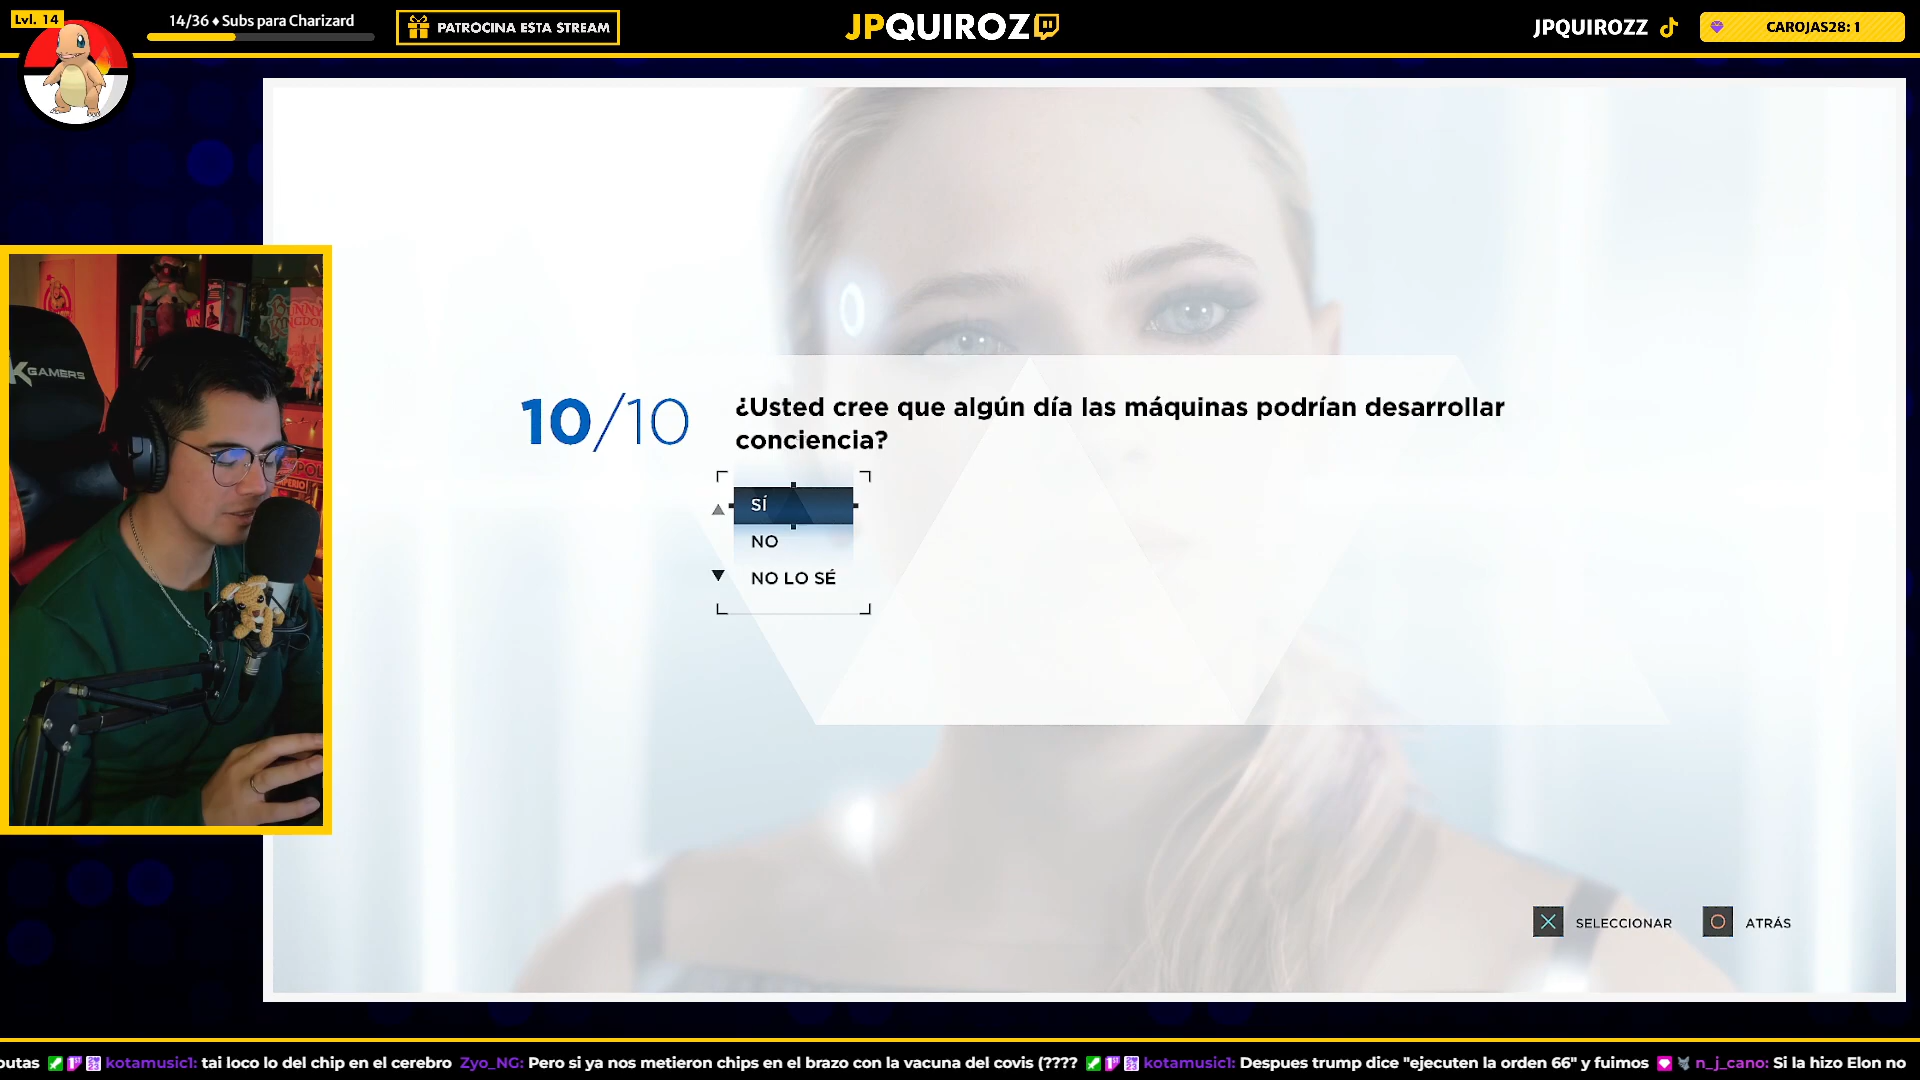 Lvl. 14
14/36 ♦ Subs para Charizard
PATROCINA ESTA STREAM
JPQUIROZ
JPQUIROZZ
CAROJAS28: 1
K GAMERS
10/10
¿Usted cree que algún día las máquinas podrían desarrollar
conciencia?
SÍ
NO
NO LO SÉ
SELECCIONAR
ATRÁS
kotamusic1: tai loco lo del chip en el cerebro Zyo_NG: Pero si ya nos metieron chips en el brazo con la vacuna del covis (???? kotamusic1: Despues trump dice "ejecuten la orden 66" y fuimos n_j_cano: Si la hizo Elon no